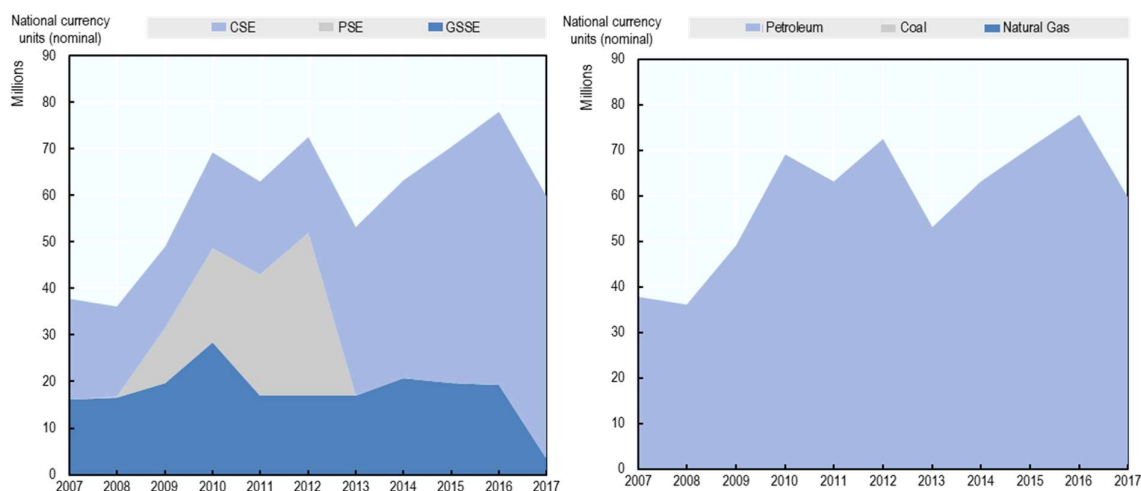 National currency
units (nominal)
CSE PSE GSSE
Millions
90
80
70
60
50
40
30
20
10
0
2007 2008 2009 2010 2011 2012 2013 2014 2015 2016 2017
National currency
units (nominal)
Petroleum Coal Natural Gas
Millions
90
80
70
60
50
40
30
20
10
0
2007 2008 2009 2010 2011 2012 2013 2014 2015 2016 2017